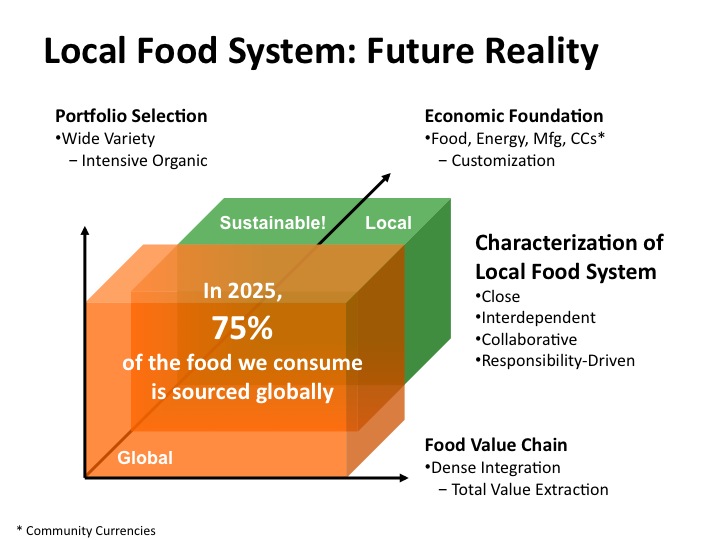 Local Food System: Future Reality
Portfolio Selection
•Wide Variety
– Intensive Organic
Economic Foundation
•Food, Energy, Mfg, CCs*
– Customization
Sustainable!
Local
Characterization of
Local Food System
•Close
•Interdependent
•Collaborative
•Responsibility-Driven
In 2025,
75%
of the food we consume
is sourced globally
Global
Food Value Chain
•Dense Integration
– Total Value Extraction
* Community Currencies